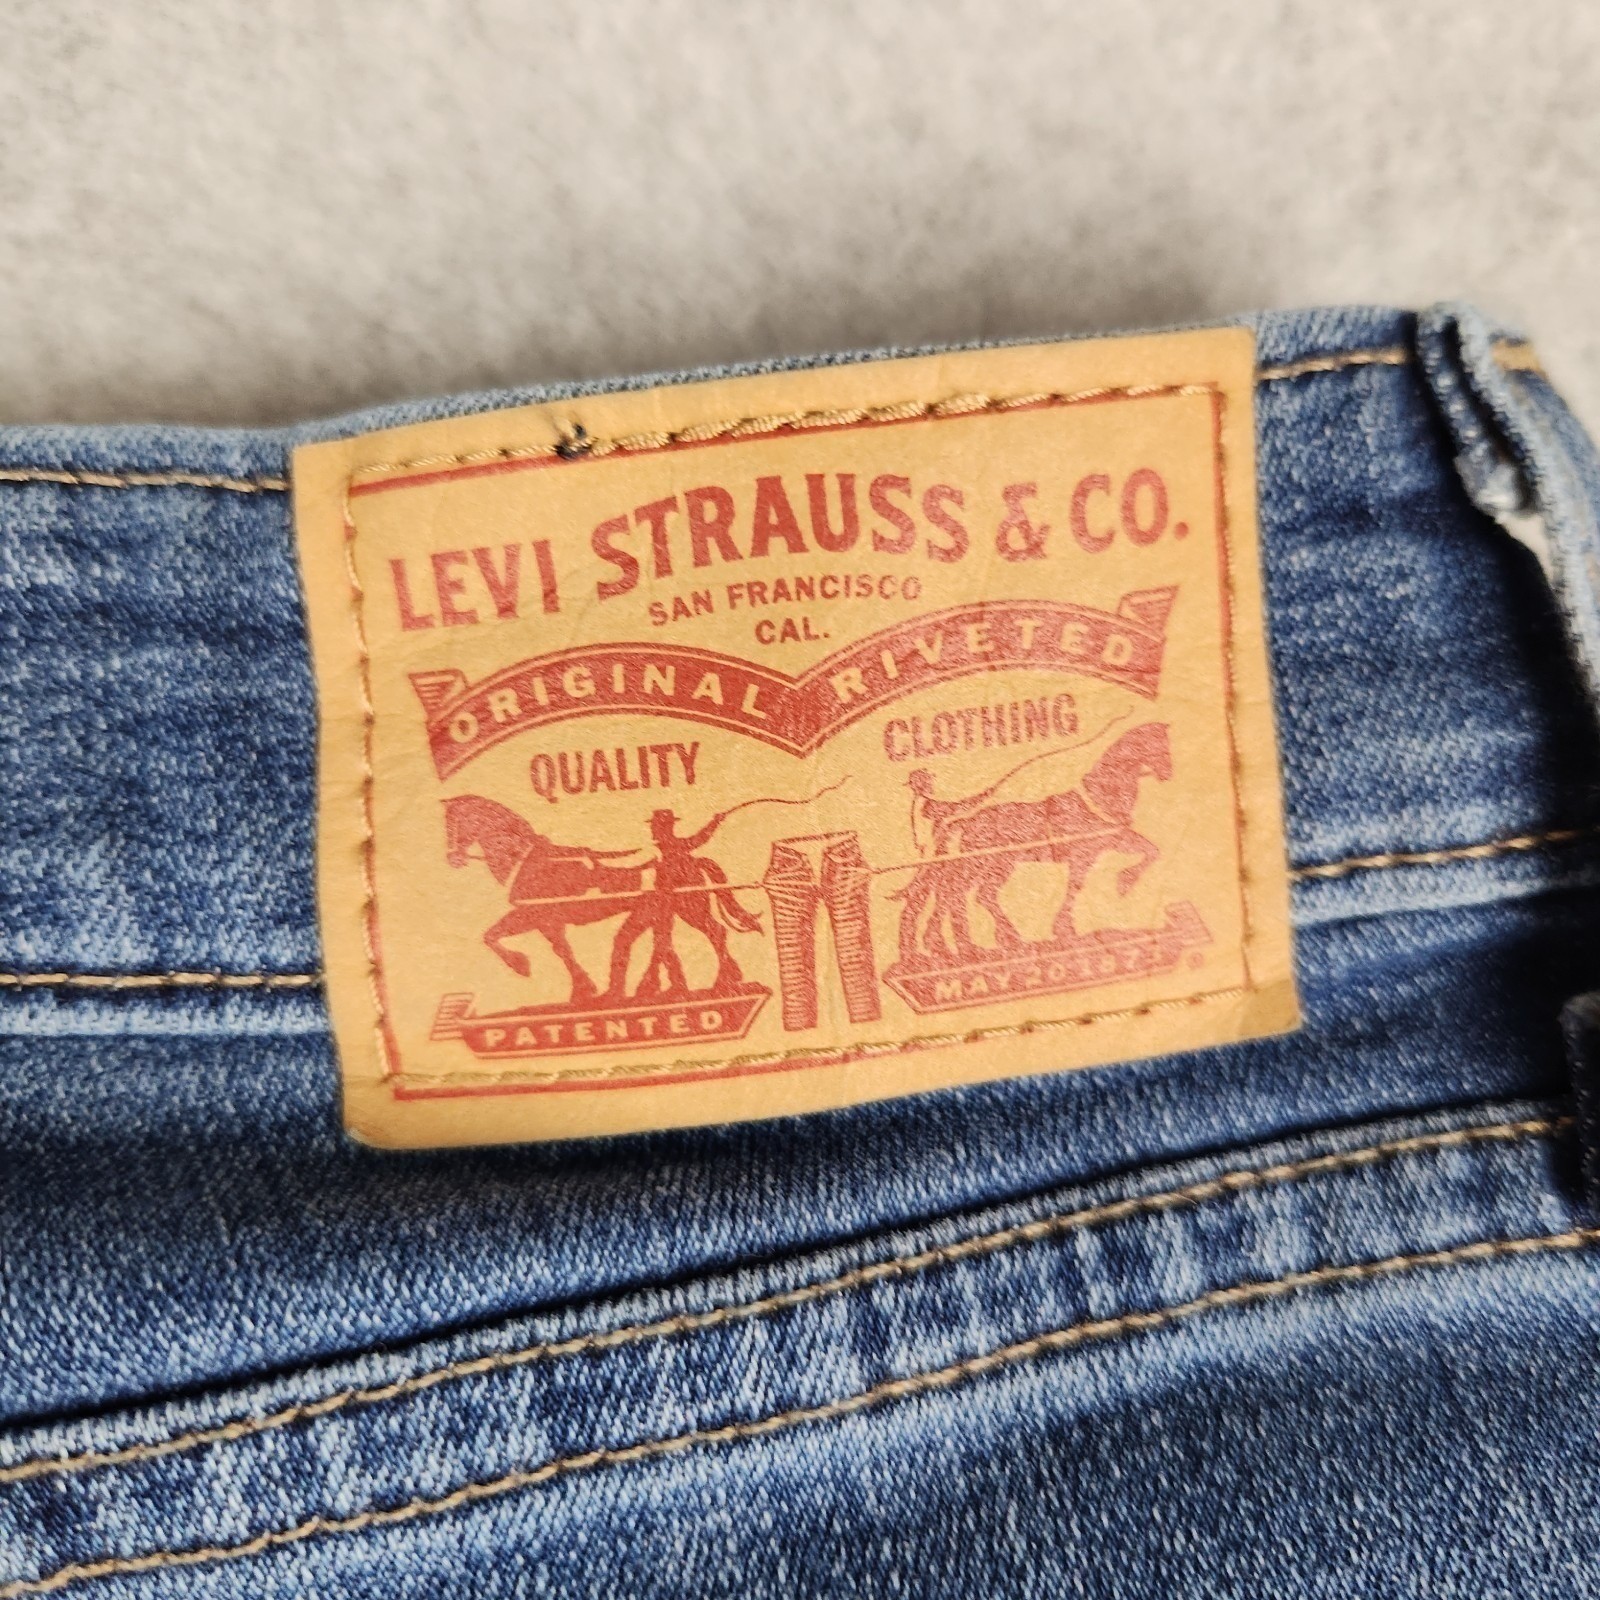 LEVI STRAUSS & CO.
SAN FRANCISCO
CAL.
ORIGINAL RIVETED
QUALITY CLOTHING
PATENTED MAY 20 1873 ®